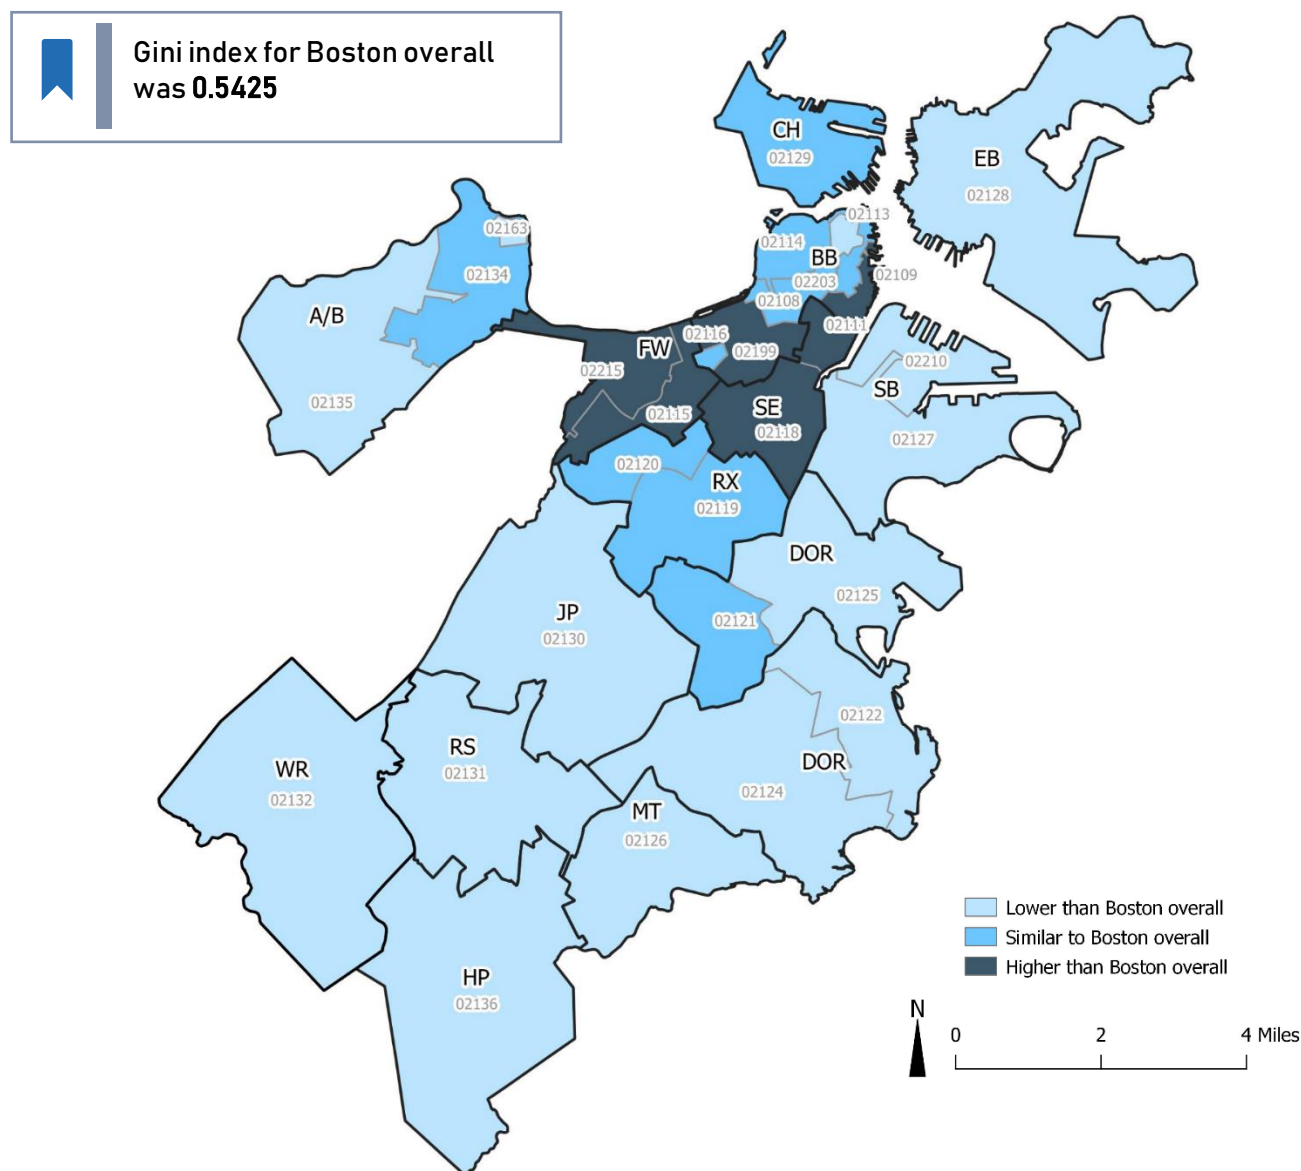 Gini index for Boston overall
was 0.5425
CH
02129
EB
02128
02163
02113
02114
BB
02134
02203
02109
02108
A/B
02111
02116
FW
02199
02215
02210
SB
02135
SE
02115
02118
02127
02120
RX
02119
DOR
02125
JP
02121
02130
02122
RS
DOR
WR
02131
02132
02124
MT
02126
Lower than Boston overall
Similar to Boston overall
Higher than Boston overall
HP
02136
N
0 2 4 Miles